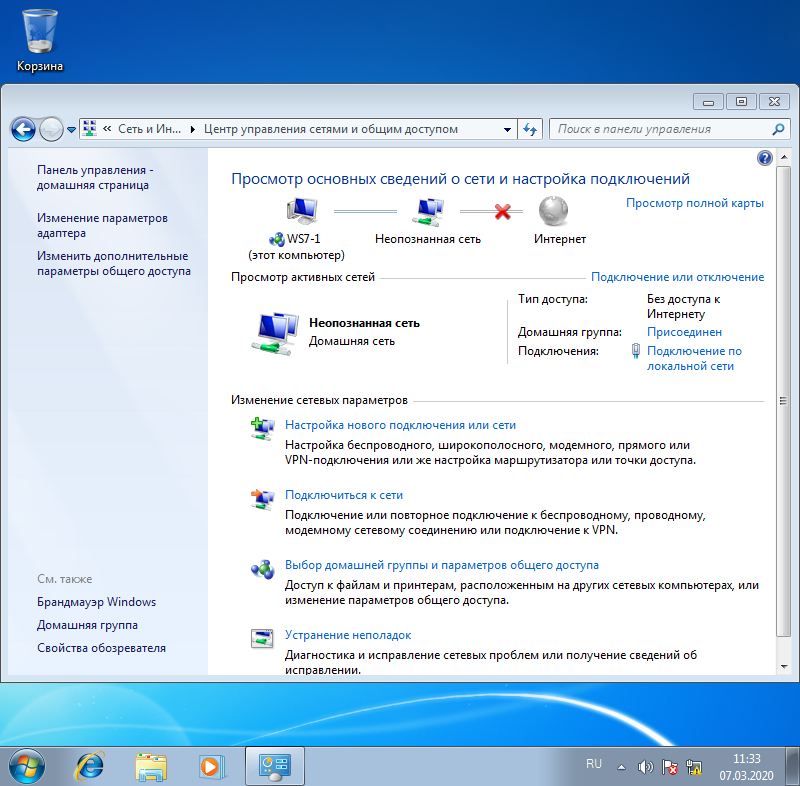 Корзина
« Сеть и Ин... Центр управления сетями и общим доступом
Поиск в панели управления
Панель управления -
домашняя страница
Изменение параметров
адаптера
Изменить дополнительные
параметры общего доступа
Просмотр основных сведений о сети и настройка подключений
Просмотр полной карты
WS7-1
(этот компьютер)
Неопознанная сеть
Интернет
Просмотр активных сетей
Подключение или отключение
Неопознанная сеть
Домашняя сеть
Тип доступа: Без доступа к
Интернету
Домашняя группа: Присоединен
Подключения: Подключение по
локальной сети
Изменение сетевых параметров
Настройка нового подключения или сети
Настройка беспроводного, широкополосного, модемного, прямого или
VPN-подключения или же настройка маршрутизатора или точки доступа.
Подключиться к сети
Подключение или повторное подключение к беспроводному, проводному,
модемному сетевому соединению или подключение к VPN.
Выбор домашней группы и параметров общего доступа
Доступ к файлам и принтерам, расположенным на других сетевых компьютерах, или
изменение параметров общего доступа.
Устранение неполадок
Диагностика и исправление сетевых проблем или получение сведений об
исправлении.
См. также
Брандмауэр Windows
Домашняя группа
Свойства обозревателя
RU
11:33
07.03.2020